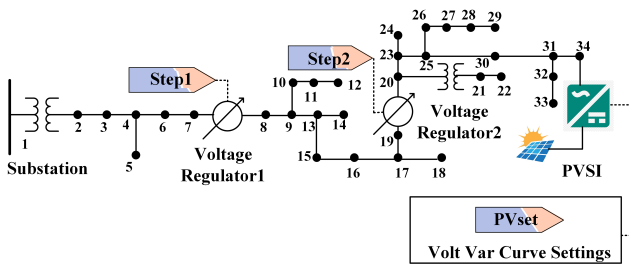 24
26 27 28 29
Step1
Step2
23
25
30
31 34
10
11
12
20
21 22
32
33
1
2 3 4 6 7
8 9 13 14
Voltage
Regulator2
19
5
Substation
Voltage
Regulator1
15 16 17 18
PVSI
PVset
Volt Var Curve Settings